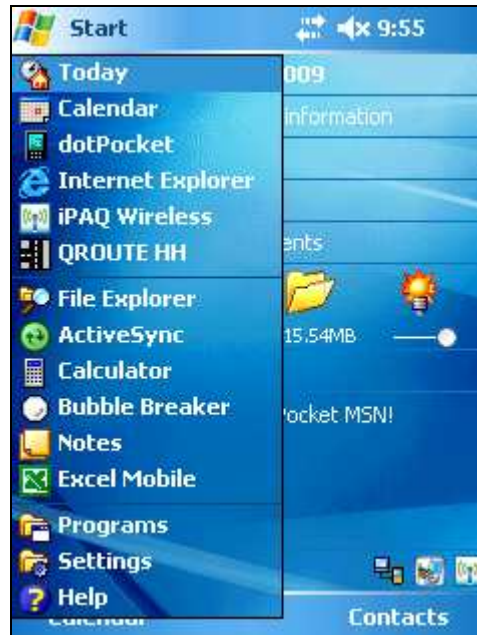 Start 9:55
Today
009
Calendar
information
dotPocket
Internet Explorer
iPAQ Wireless
QROUTE HH
ents
File Explorer
ActiveSync
15.54MB
Calculator
Bubble Breaker
Pocket MSN!
Notes
Excel Mobile
Programs
Settings
Help
Calendar Contacts